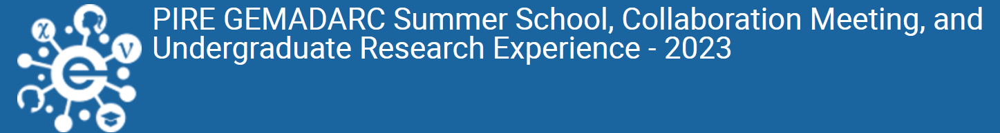 PIRE GEMADARC Summer School, Collaboration Meeting, and
Undergraduate Research Experience - 2023
χ
ν
e